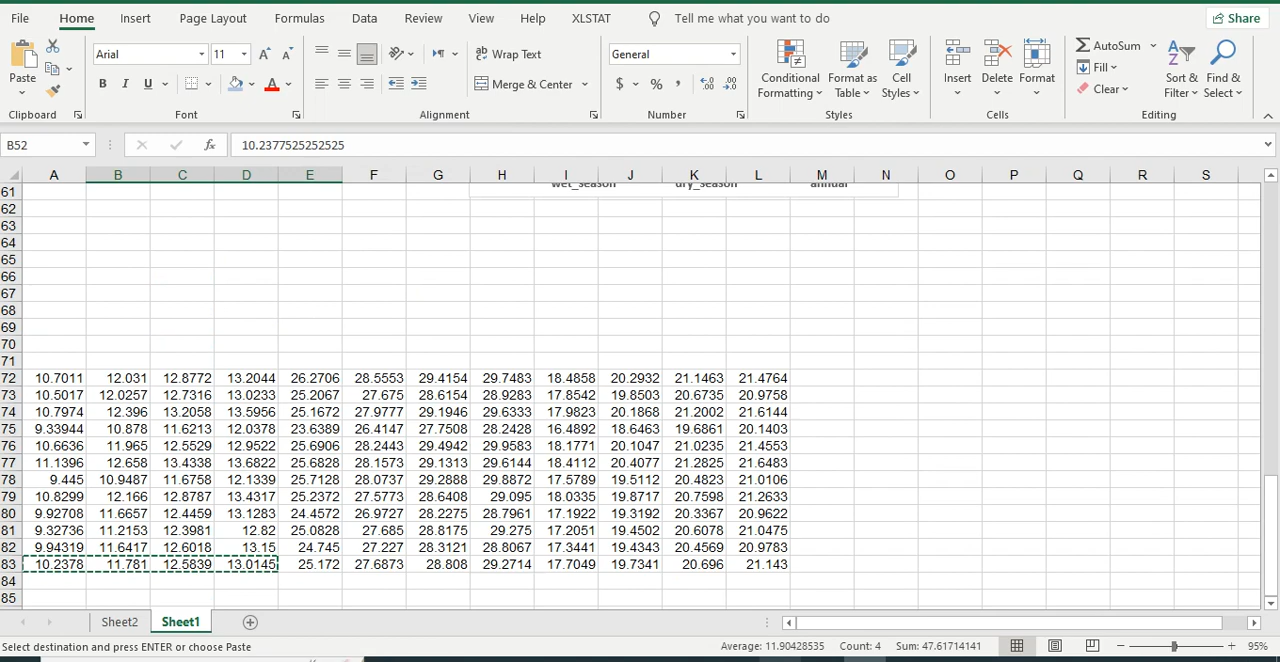 File Home Insert Page Layout Formulas Data Review View Help XLSTAT Tell me what you want to do Share
Arial 11 Wrap Text General AutoSum
Paste B I U A Merge & Center $ % Conditional Formatting Format as Table Cell Styles Insert Delete Format Fill Clear Sort & Filter Find & Select
Clipboard Font Alignment Number Styles Cells Editing
B52 fx 10.2377525252525
A B C D E F G H I J K L M N O P Q R S
61 wet_season dry_season annual
62
63
64
65
66
67
68
69
70
71
72 10.7011 12.031 12.8772 13.2044 26.2706 28.5553 29.4154 29.7483 18.4858 20.2932 21.1463 21.4764
73 10.5017 12.0257 12.7316 13.0233 25.2067 27.675 28.6154 28.9283 17.8542 19.8503 20.6735 20.9758
74 10.7974 12.396 13.2058 13.5956 25.1672 27.9777 29.1946 29.6333 17.9823 20.1868 21.2002 21.6144
75 9.33944 10.878 11.6213 12.0378 23.6389 26.4147 27.7508 28.2428 16.4892 18.6463 19.6861 20.1403
76 10.6636 11.965 12.5529 12.9522 25.6906 28.2443 29.4942 29.9583 18.1771 20.1047 21.0235 21.4553
77 11.1396 12.658 13.4338 13.6822 25.6828 28.1573 29.1313 29.6144 18.4112 20.4077 21.2825 21.6483
78 9.445 10.9487 11.6758 12.1339 25.7128 28.0737 29.2888 29.8872 17.5789 19.5112 20.4823 21.0106
79 10.8299 12.166 12.8787 13.4317 25.2372 27.5773 28.6408 29.095 18.0335 19.8717 20.7598 21.2633
80 9.92708 11.6657 12.4459 13.1283 24.4572 26.9727 28.2275 28.7961 17.1922 19.3192 20.3367 20.9622
81 9.32736 11.2153 12.3981 12.82 25.0828 27.685 28.8175 29.275 17.2051 19.4502 20.6078 21.0475
82 9.94319 11.6417 12.6018 13.15 24.745 27.227 28.3121 28.8067 17.3441 19.4343 20.4569 20.9783
83 10.2378 11.781 12.5839 13.0145 25.172 27.6873 28.808 29.2714 17.7049 19.7341 20.696 21.143
84
85
Sheet2 Sheet1
Select destination and press ENTER or choose Paste Average: 11.90428535 Count: 4 Sum: 47.61714141 95%